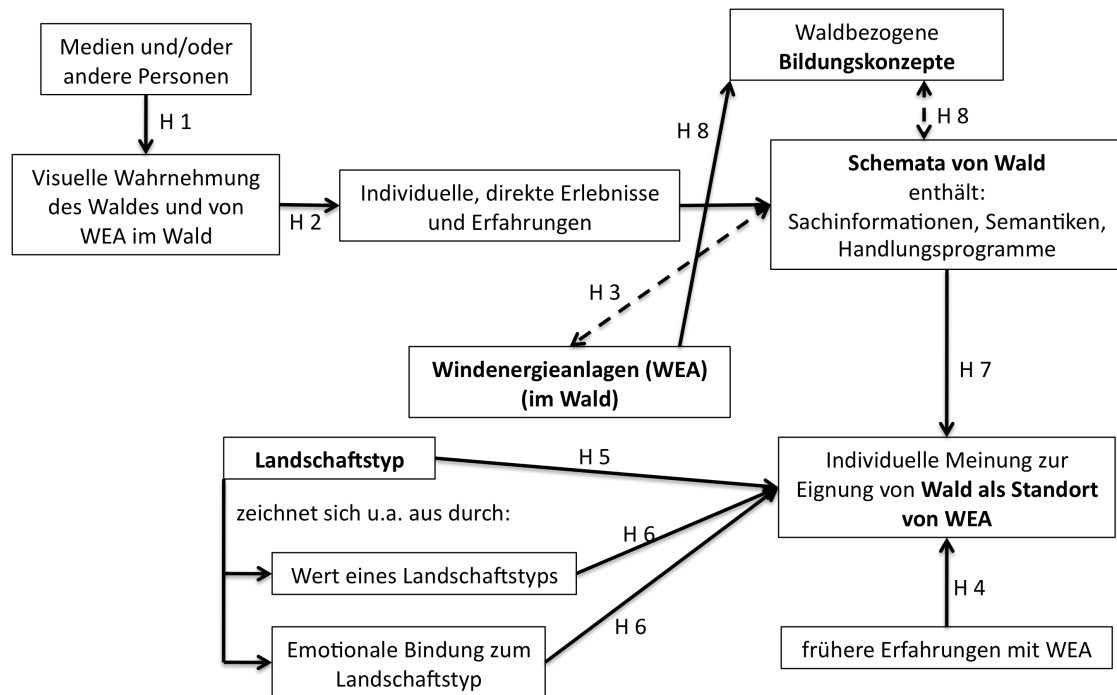 Medien und/oder
andere Personen
H 1
Visuelle Wahrnehmung
des Waldes und von
WEA im Wald
H 2
Individuelle, direkte Erlebnisse
und Erfahrungen
Waldbezogene
Bildungskonzepte
H 8
H 8
Schemata von Wald
enthält:
Sachinformationen, Semantiken,
Handlungsprogramme
H 3
Windenergieanlagen (WEA)
(im Wald)
H 7
Landschaftstyp
H 5
zeichnet sich u.a. aus durch:
H 6
Wert eines Landschaftstyps
H 6
Emotionale Bindung zum
Landschaftstyp
Individuelle Meinung zur
Eignung von Wald als Standort
von WEA
H 4
frühere Erfahrungen mit WEA